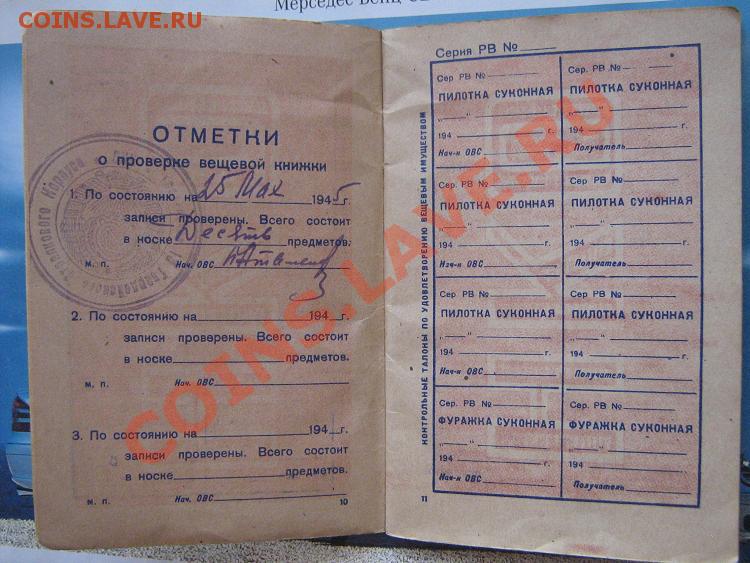 coins.lave.ru
Мерседес Бенц
COINS.LAVE.RU
ОТМЕТКИ
о проверке вещевой книжки
1. По состоянию на 25 Мая 1945 г.
записи проверены. Всего состоит
в носке Десять предметов.
м. п. Нач. ОВС
2. По состоянию на 194 г.
записи проверены. Всего состоит
в носке предметов.
м. п. Нач. ОВС
3. По состоянию на 194 г.
записи проверены. Всего состоит
в носке предметов.
м. п. Нач. ОВС
10
Серия РВ №
КОНТРОЛЬНЫЕ ТАЛОНЫ ПО УДОВЛЕТВОРЕНИЮ ВЕЩЕВЫМ ИМУЩЕСТВОМ
Сер. РВ № Сер. РВ №
ПИЛОТКА СУКОННАЯ ПИЛОТКА СУКОННАЯ
„ “ „ “
194 г. 194 г.
Нач-к ОВС Получатель
Сер. РВ № Сер. РВ №
ПИЛОТКА СУКОННАЯ ПИЛОТКА СУКОННАЯ
„ “ „ “
194 г. 194 г.
Нач-к ОВС Получатель
Сер. РВ № Сер. РВ №
ПИЛОТКА СУКОННАЯ ПИЛОТКА СУКОННАЯ
„ “ „ “
194 г. 194 г.
Нач-к ОВС Получатель
Сер. РВ № Сер. РВ №
ФУРАЖКА СУКОННАЯ ФУРАЖКА СУКОННАЯ
„ “ „ “
194 г. 194 г.
Нач-к ОВС Получатель
11